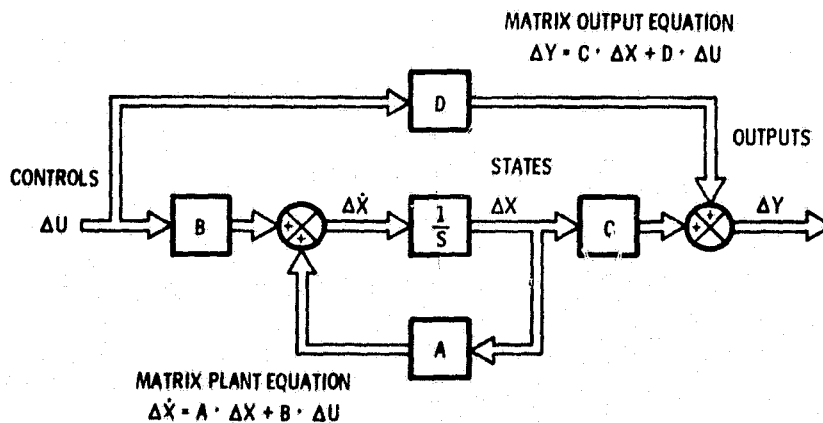 MATRIX OUTPUT EQUATION
ΔY = C · ΔX + D · ΔU
D
OUTPUTS
CONTROLS
STATES
ΔU
B
+
+
ΔẊ
1
S
ΔX
C
+
+
ΔY
A
MATRIX PLANT EQUATION
ΔẊ = A · ΔX + B · ΔU